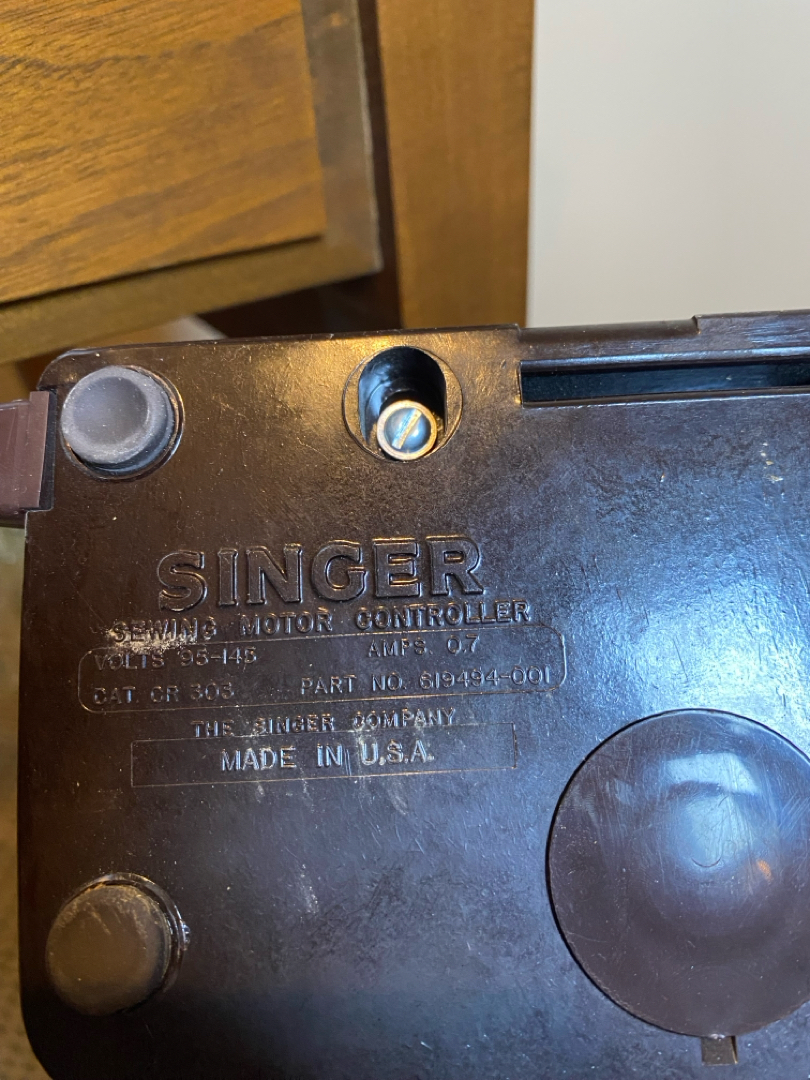 SINGER
SEWING MOTOR CONTROLLER
VOLTS 95-145 AMPS. 0.7
CAT. CR 303 PART NO. 619494-001
THE SINGER COMPANY
MADE IN U.S.A.